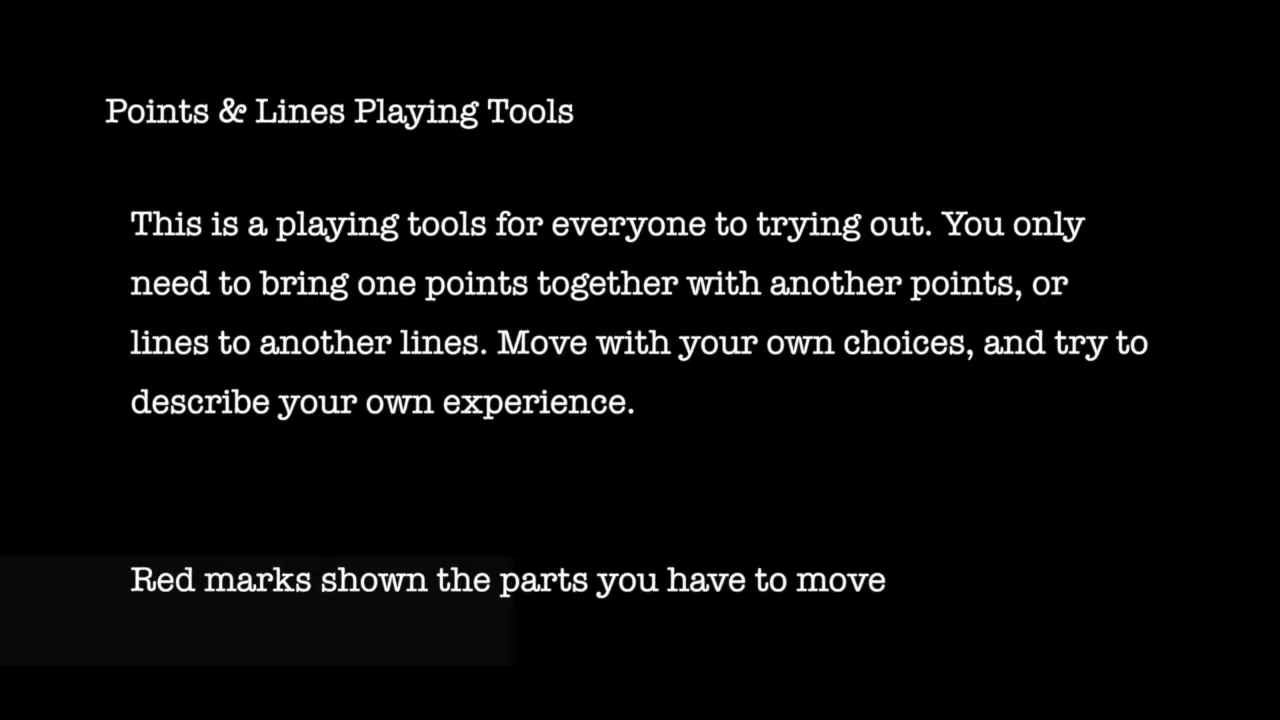 Points & Lines Playing Tools
This is a playing tools for everyone to trying out. You only
need to bring one points together with another points, or
lines to another lines. Move with your own choices, and try to
describe your own experience.
Red marks shown the parts you have to move